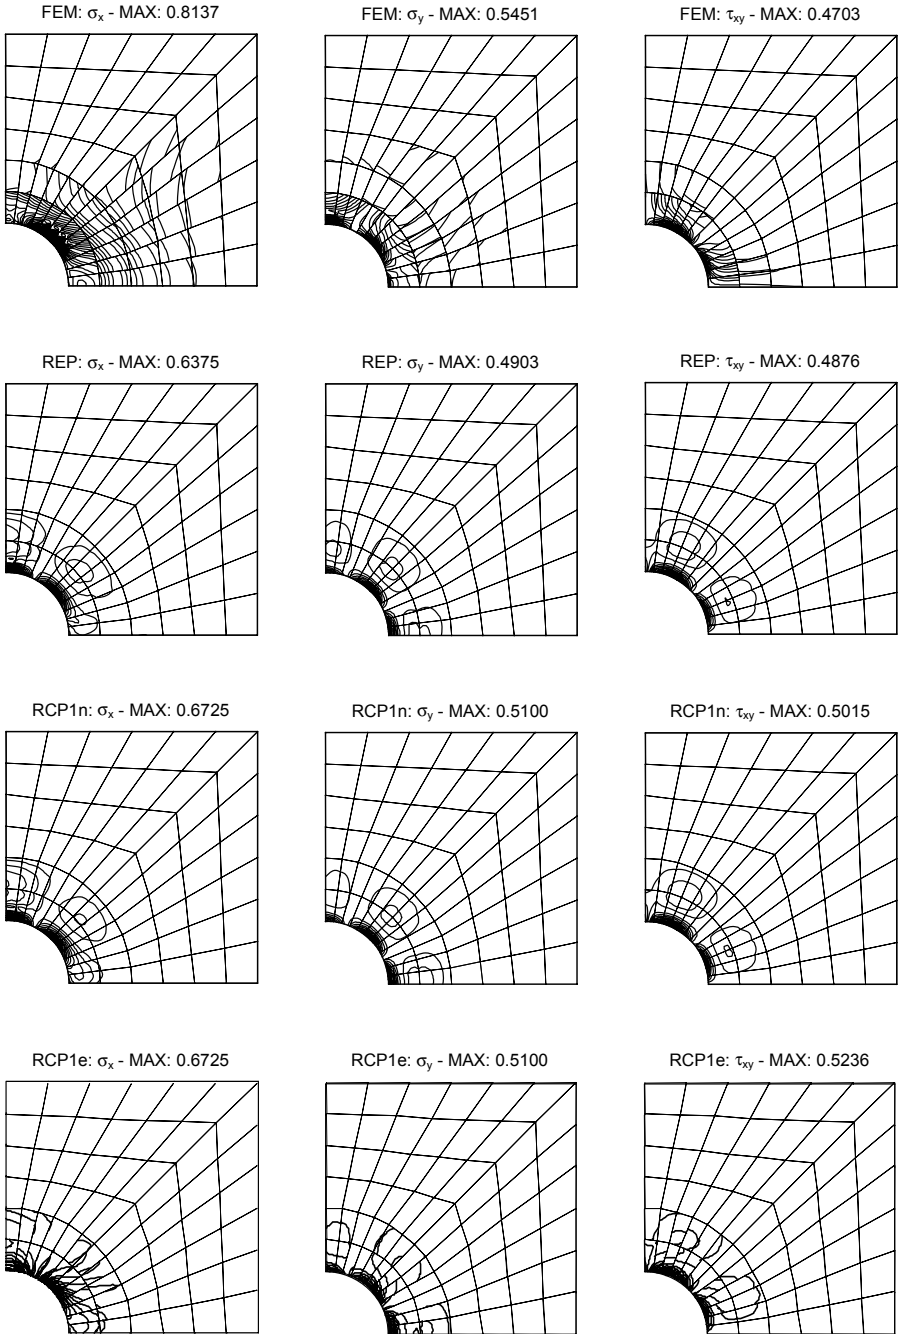 FEM: σx - MAX: 0.8137
FEM: σy - MAX: 0.5451
FEM: τxy - MAX: 0.4703
REP: σx - MAX: 0.6375
REP: σy - MAX: 0.4903
REP: τxy - MAX: 0.4876
RCP1n: σx - MAX: 0.6725
RCP1n: σy - MAX: 0.5100
RCP1n: τxy - MAX: 0.5015
RCP1e: σx - MAX: 0.6725
RCP1e: σy - MAX: 0.5100
RCP1e: τxy - MAX: 0.5236